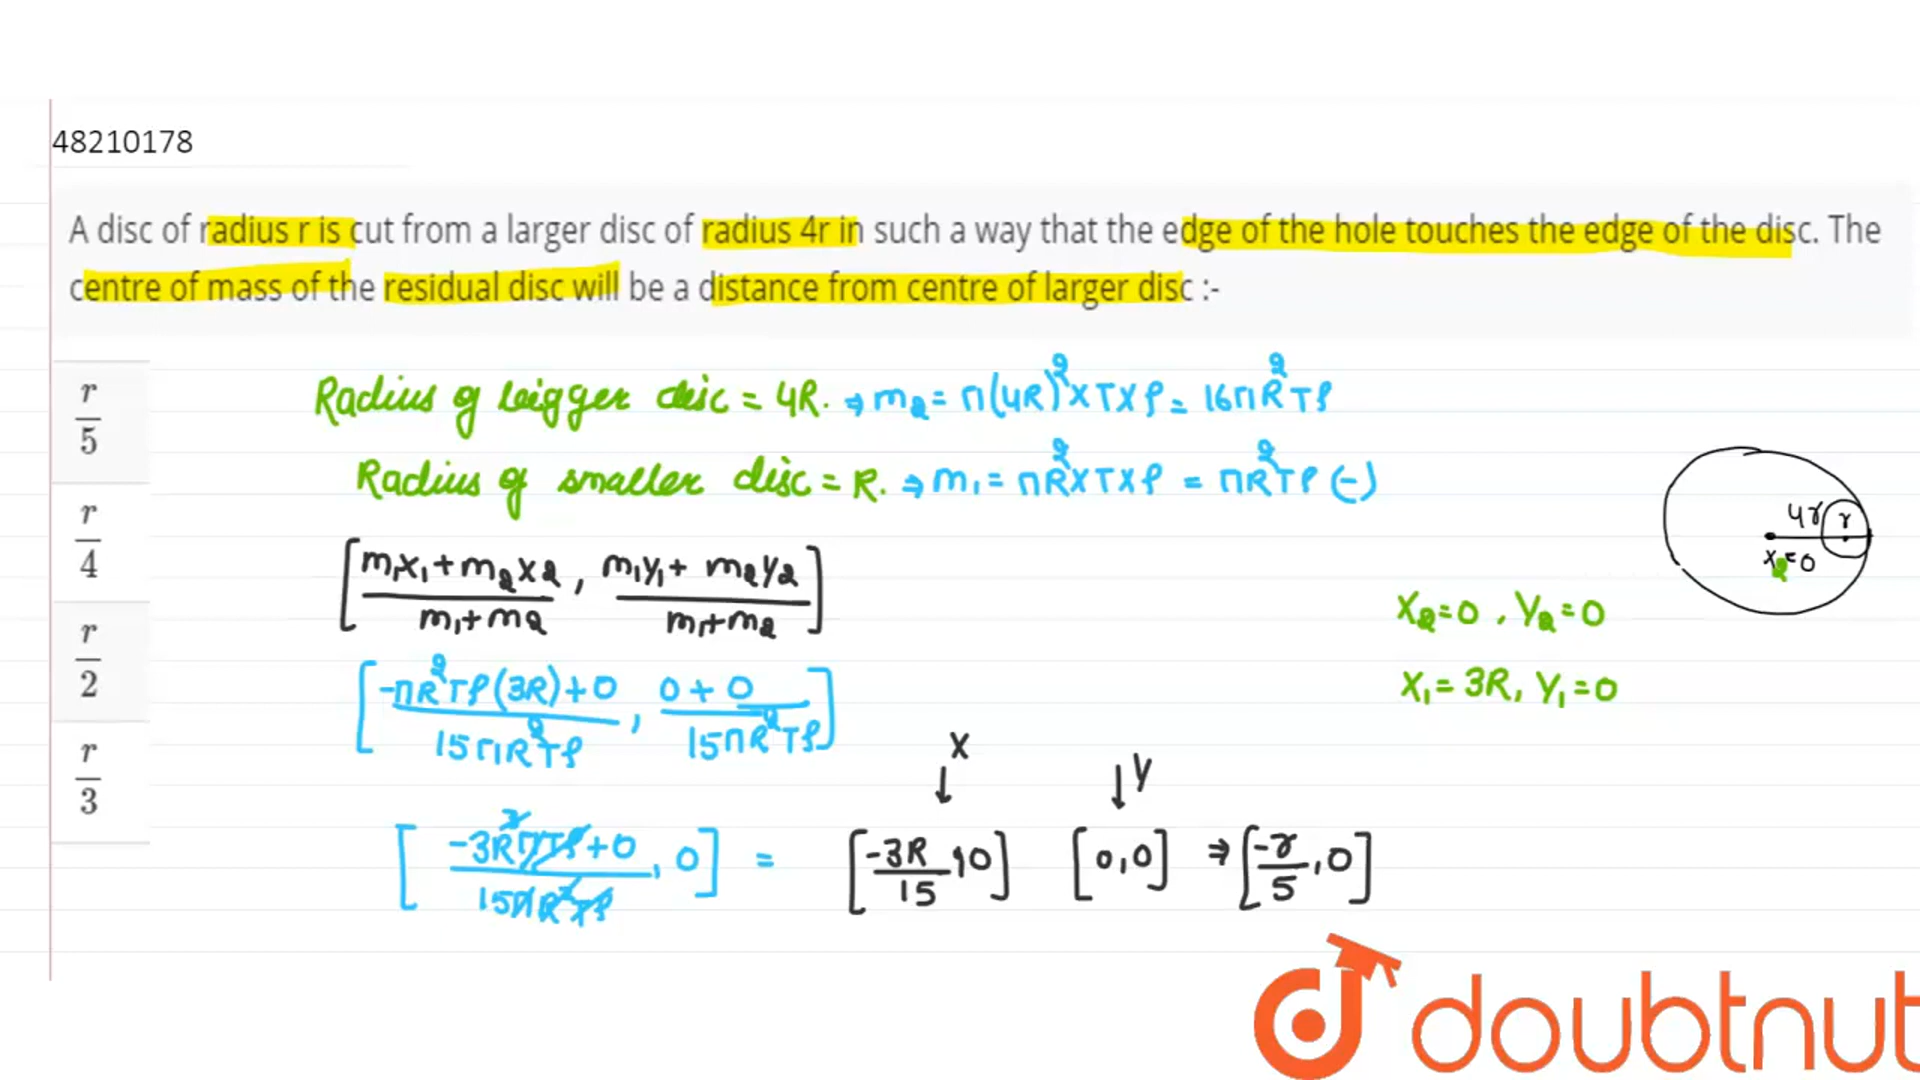 48210178
A disc of radius r is cut from a larger disc of radius 4r in such a way that the edge of the hole touches the edge of the disc. The
centre of mass of the residual disc will be a distance from centre of larger disc :-
r/5
r/4
r/2
r/3
Radius of bigger disc = 4R. ⇒ m₂ = π(4R)² × T × ρ = 16πR²Tρ
Radius of smaller disc = R. ⇒ m₁ = πR² × T × ρ = πR²Tρ (-)
4r r
x₂=0
[(m₁x₁ + m₂x₂)/(m₁+m₂), (m₁y₁ + m₂y₂)/(m₁+m₂)]
x₂=0, y₂=0
[(-πR²Tρ(3R)+0)/(15πR²Tρ), (0+0)/(15πR²Tρ)]
x₁= 3R, y₁=0
x y
[(-3R³πTρ+0)/(15πR²Tρ), 0] = [-3R/15, 0] [0,0] ⇒ [-r/5, 0]
doubtnut